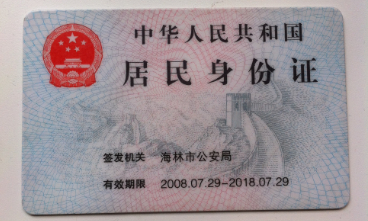 中华人民共和国
居民身份证
签发机关 海林市公安局
有效期限 2008.07.29-2018.07.29